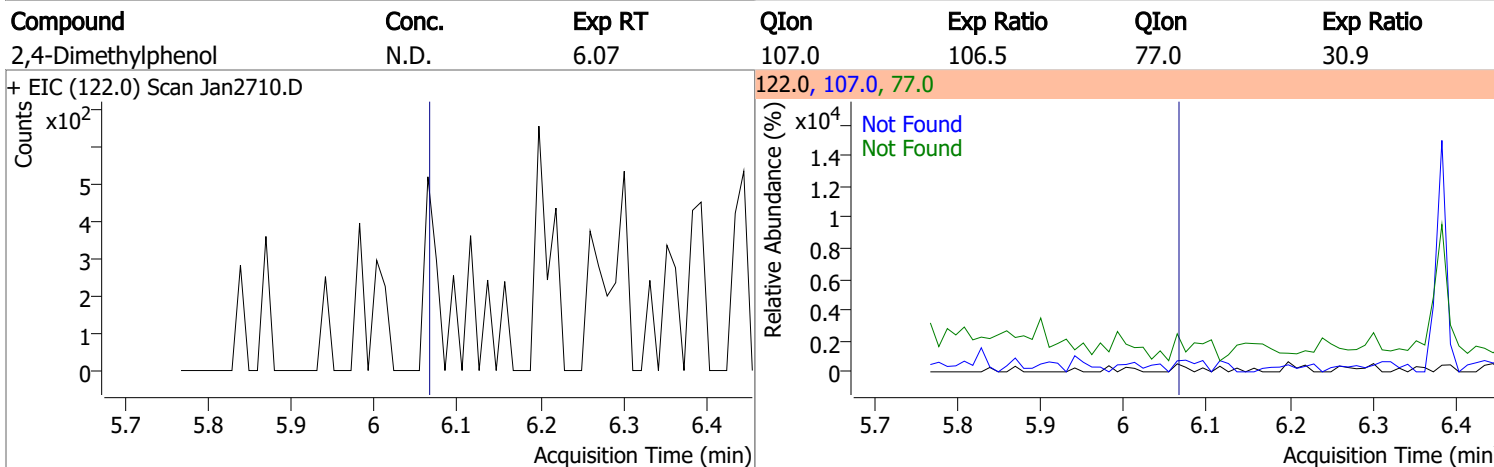 Compound Conc. Exp RT QIon Exp Ratio QIon Exp Ratio
2,4-Dimethylphenol N.D. 6.07 107.0 106.5 77.0 30.9
+ EIC (122.0) Scan Jan2710.D
Counts
x10²
5
4
3
2
1
0
5.7 5.8 5.9 6 6.1 6.2 6.3 6.4
Acquisition Time (min)
122.0, 107.0, 77.0
Relative Abundance (%)
x10⁴
Not Found
Not Found
1.4
1.2
1
0.8
0.6
0.4
0.2
0
5.7 5.8 5.9 6 6.1 6.2 6.3 6.4
Acquisition Time (min